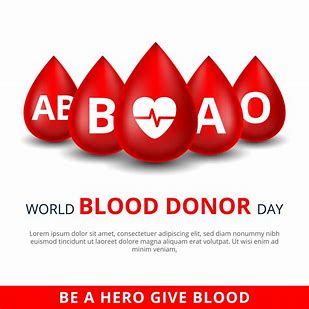 AB B A O
WORLD BLOOD DONOR DAY
Lorem ipsum dolor sit amet, consectetuer adipiscing elit, sed diam
nonummy nibh euismod tincidunt ut laoreet dolore magna
aliquam erat volutpat. Ut wisi enim ad minim
veniam,
BE A HERO GIVE BLOOD